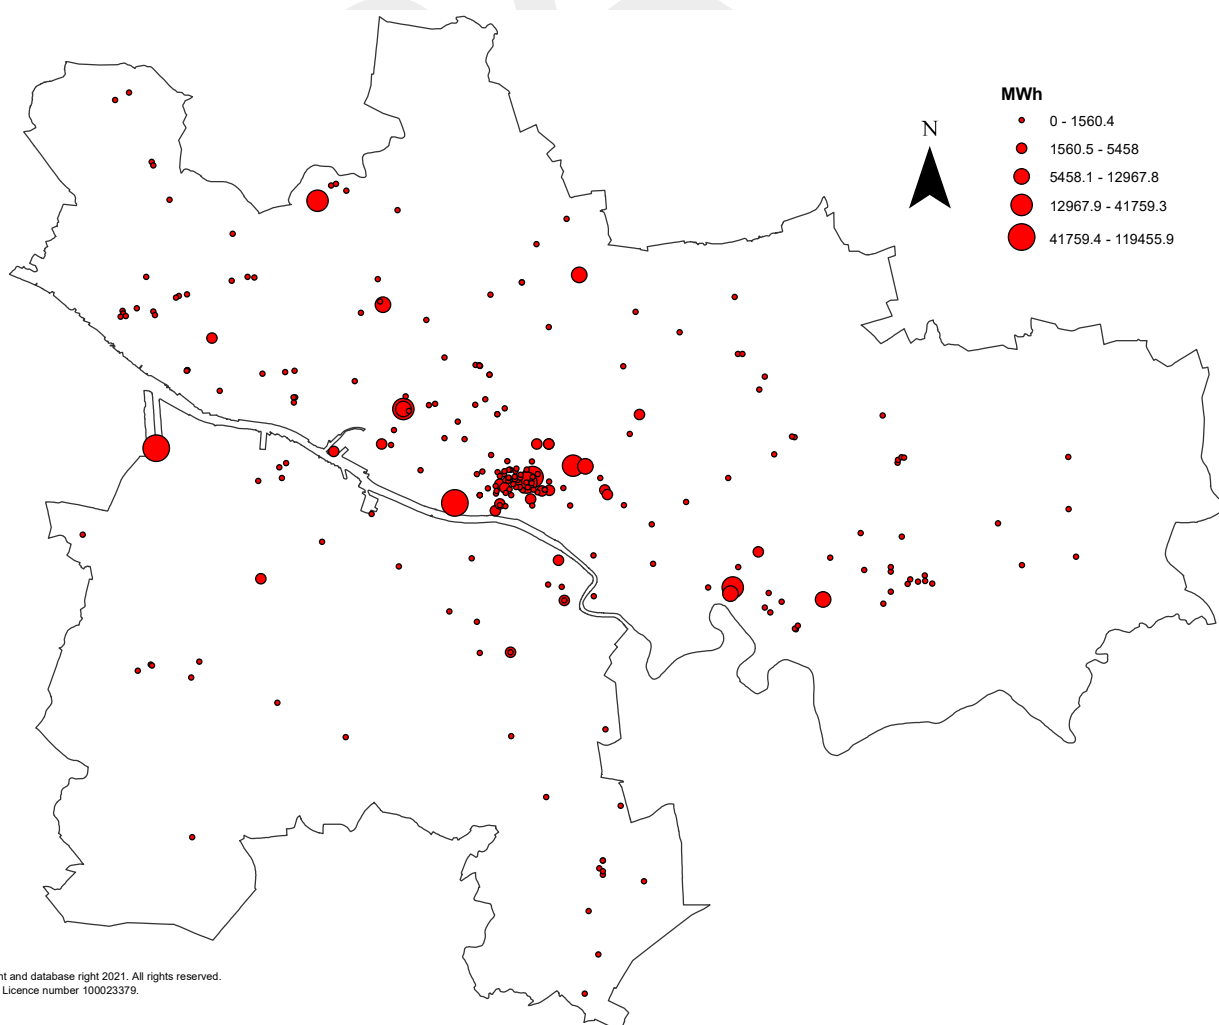 MWh
0 - 1560.4
N
1560.5 - 5458
5458.1 - 12967.8
12967.9 - 41759.3
41759.4 - 119455.9
and database right 2021. All rights reserved.
Licence number 100023379.